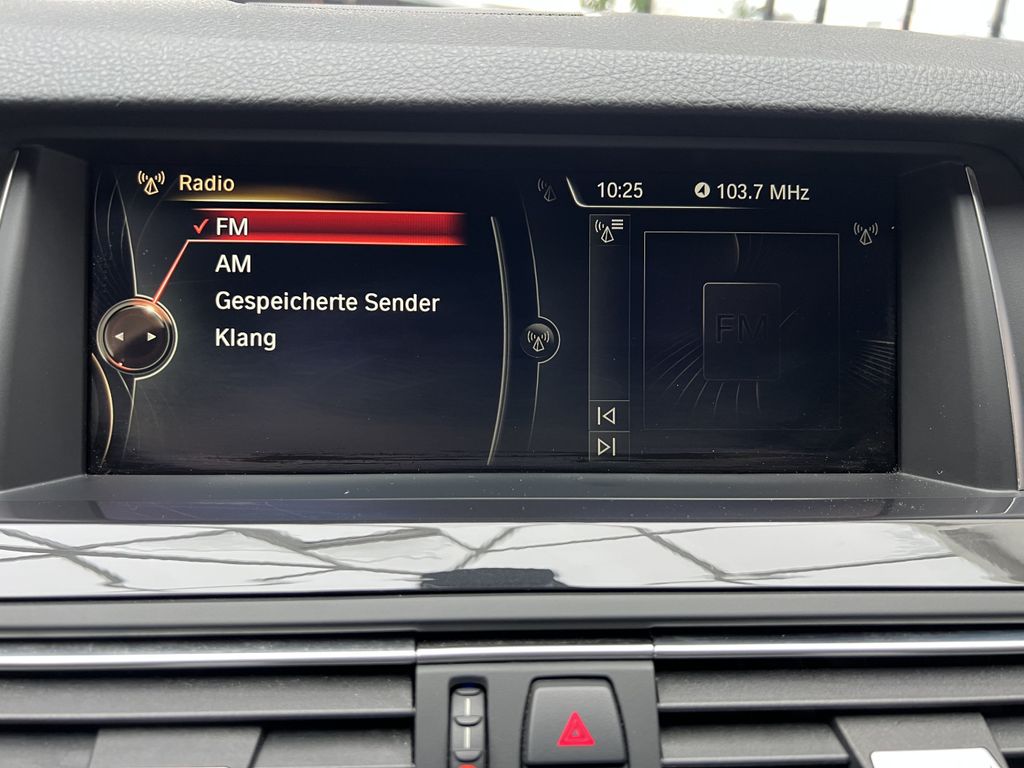 Radio
10:25
103.7 MHz
FM
AM
Gespeicherte Sender
Klang
FM